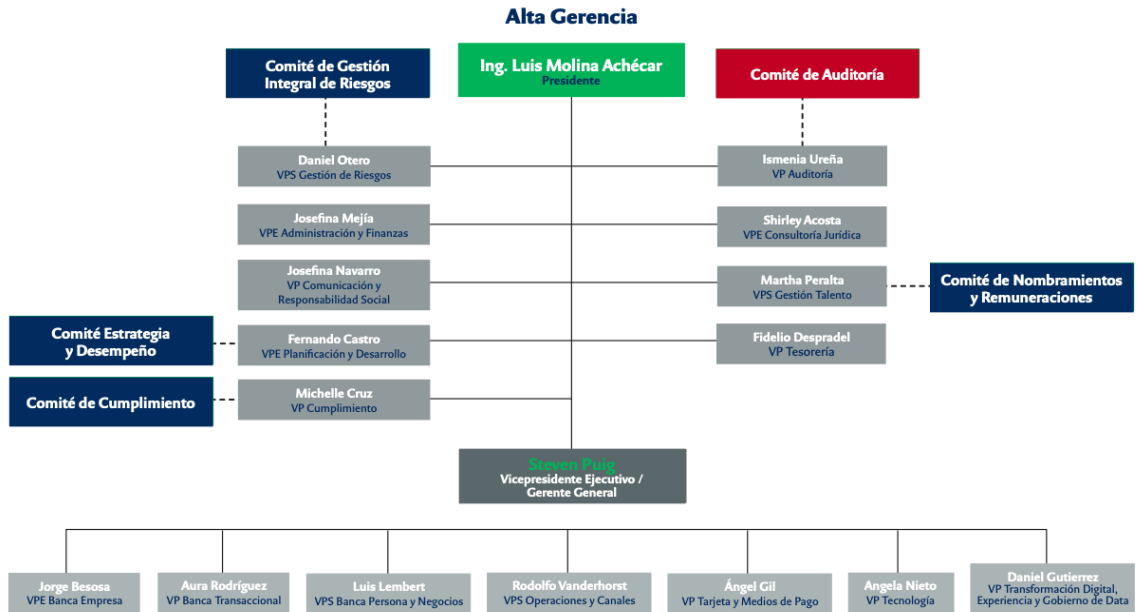 Alta Gerencia
Comité de Gestión
Integral de Riesgos
Ing. Luis Molina Achécar
Presidente
Comité de Auditoría
Daniel Otero
VPS Gestión de Riesgos
Ismenia Ureña
VP Auditoría
Josefina Mejía
VPE Administración y Finanzas
Shirley Acosta
VPE Consultoría Jurídica
Josefina Navarro
VP Comunicación y
Responsabilidad Social
Martha Peralta
VPS Gestión Talento
Comité de Nombramientos
y Remuneraciones
Comité Estrategia
y Desempeño
Fernando Castro
VPE Planificación y Desarrollo
Fidelio Despradel
VP Tesorería
Comité de Cumplimiento
Michelle Cruz
VP Cumplimiento
Steven Puig
Vicepresidente Ejecutivo /
Gerente General
Jorge Besosa
VPE Banca Empresa
Aura Rodríguez
VP Banca Transaccional
Luis Lembert
VPS Banca Persona y Negocios
Rodolfo Vanderhorst
VPS Operaciones y Canales
Ángel Gil
VP Tarjeta y Medios de Pago
Angela Nieto
VP Tecnología
Daniel Gutierrez
VP Transformación Digital,
Experiencia y Gobierno de Data